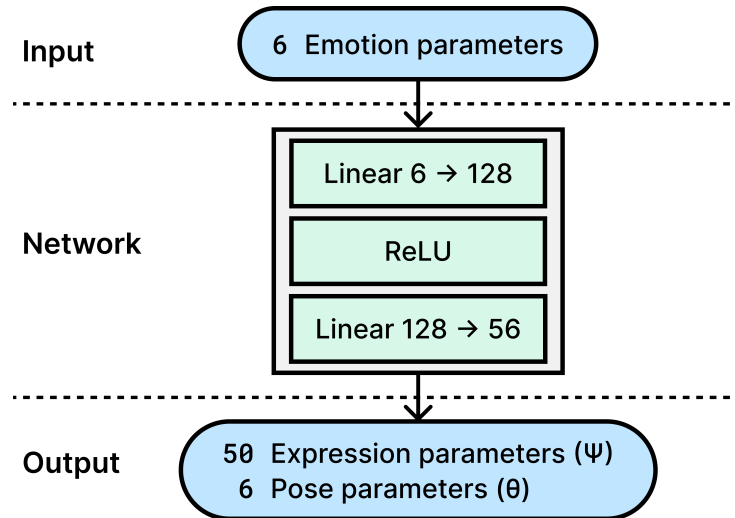 Input
6 Emotion parameters
Network
Linear 6 → 128
ReLU
Linear 128 → 56
Output
50 Expression parameters (Ψ)
6 Pose parameters (θ)